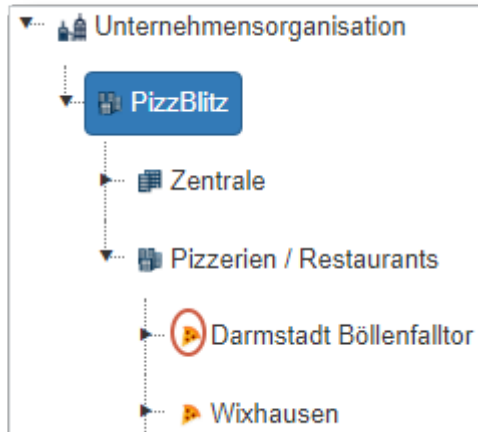 Unternehmensorganisation
PizzBlitz
Zentrale
Pizzerien / Restaurants
Darmstadt Böllenfalltor
Wixhausen